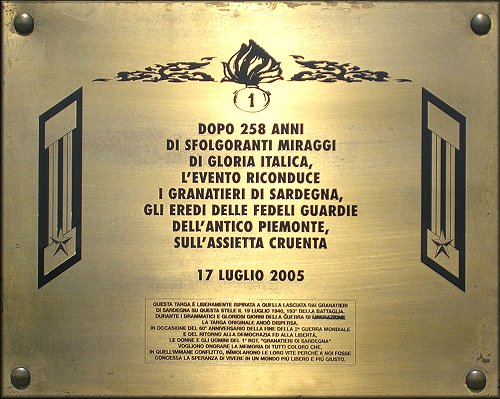 1
DOPO 258 ANNI
DI SFOLGORANTI MIRAGGI
DI GLORIA ITALICA,
L'EVENTO RICONDUCE
I GRANATIERI DI SARDEGNA,
GLI EREDI DELLE FEDELI GUARDIE
DELL'ANTICO PIEMONTE,
SULL'ASSIETTA CRUENTA
17 LUGLIO 2005
QUESTA TARGA È LIBERAMENTE ISPIRATA A QUELLA LASCIATA DAI GRANATIERI
DI SARDEGNA SU QUESTA STELE IL 19 LUGLIO 1940, 193° DELLA BATTAGLIA.
DURANTE I DRAMMATICI E GLORIOSI GIORNI DELLA GUERRA DI LIBERAZIONE
LA TARGA ORIGINALE ANDÒ DISPERSA.
IN OCCASIONE DEL 60° ANNIVERSARIO DELLA FINE DELLA 2ª GUERRA MONDIALE
E DEL RITORNO ALLA DEMOCRAZIA ED ALLA LIBERTÀ,
LE DONNE E GLI UOMINI DEL 1° RGT. "GRANATIERI DI SARDEGNA"
VOGLIONO ONORARE LA MEMORIA DI TUTTI COLORO CHE,
IN QUELL'IMMANE CONFLITTO, IMMOLARONO LE LORO VITE PERCHÉ A NOI FOSSE
CONCESSA LA SPERANZA DI VIVERE IN UN MONDO PIÙ LIBERO E PIÙ GIUSTO.